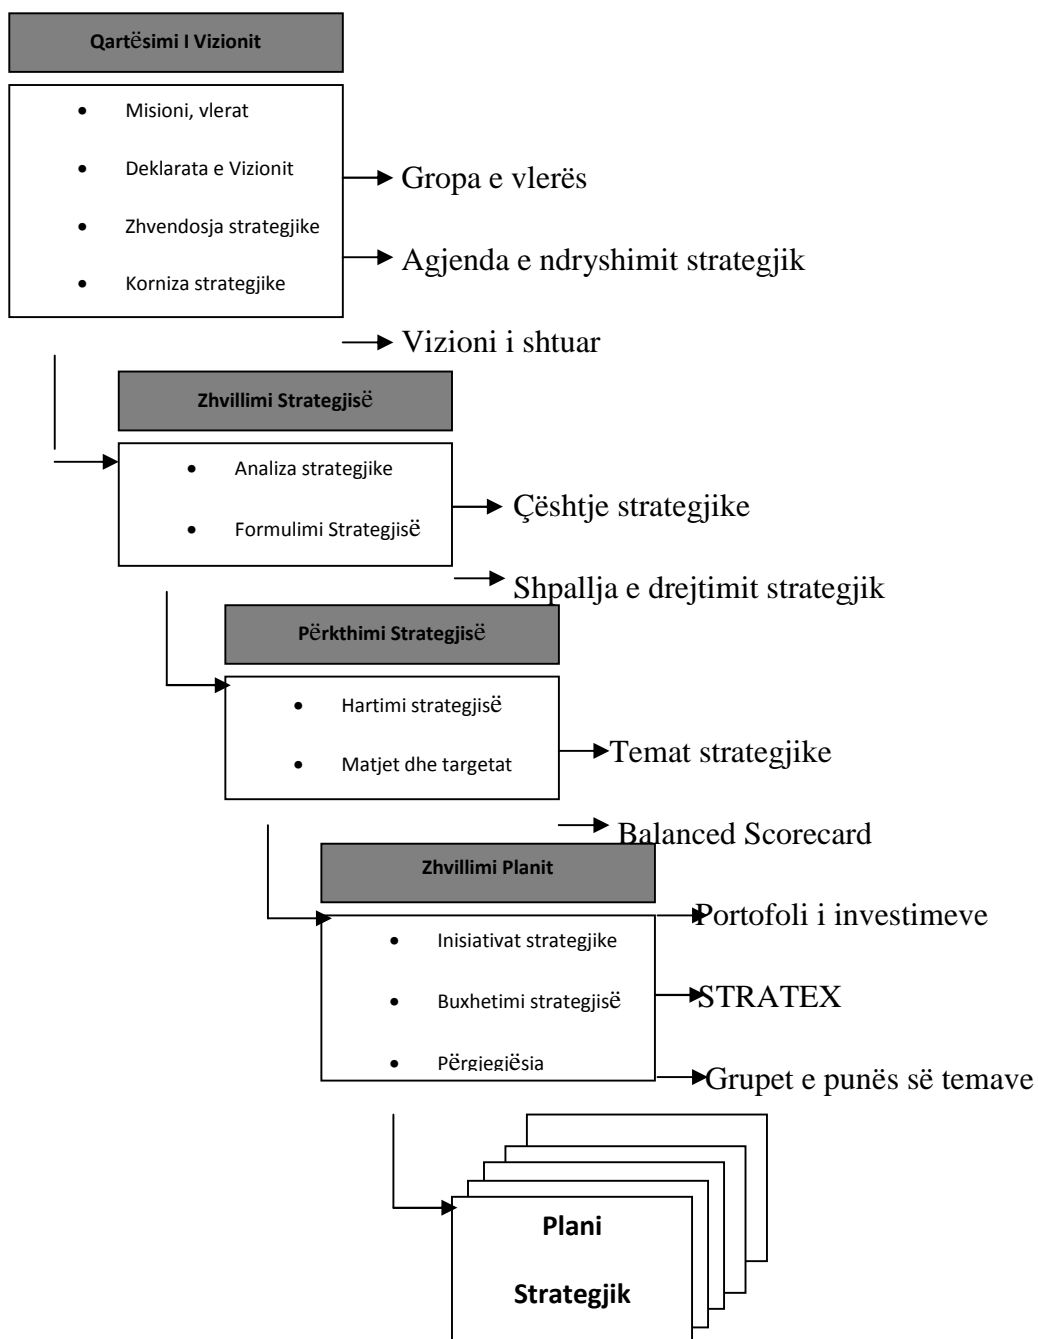 Qartësimi I Vizionit
Misioni, vlerat
Deklarata e Vizionit
Gropa e vlerës
Zhvendosja strategjike
Agjenda e ndryshimit strategjik
Korniza strategjike
Vizioni i shtuar
Zhvillimi Strategjisë
Analiza strategjike
Çështje strategjike
Formulimi Strategjisë
Shpallja e drejtimit strategjik
Përkthimi Strategjisë
Hartimi strategjisë
Temat strategjike
Matjet dhe targetat
Balanced Scorecard
Zhvillimi Planit
Portofoli i investimeve
Inisiativat strategjike
Buxhetimi strategjisë
STRATEX
Përgjegjësia
Grupet e punës së temave
Plani
Strategjik